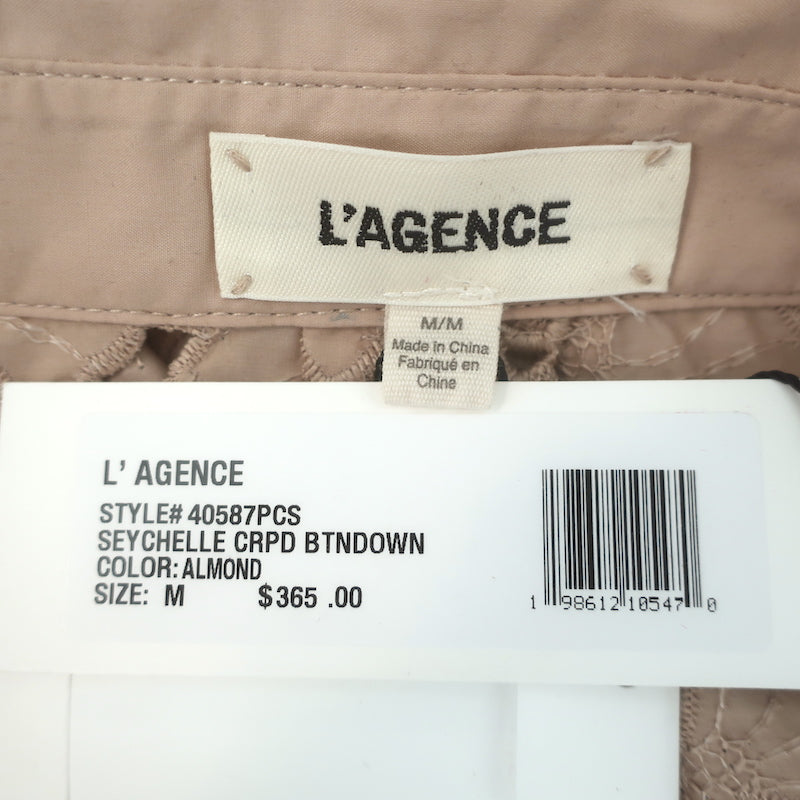 L'AGENCE
M/M
Made in China
Fabriqué en
Chine
L' AGENCE
STYLE# 40587PCS
SEYCHELLE CRPD BTNDOWN
COLOR: ALMOND
SIZE: M $365 .00
1 98612 10547 0